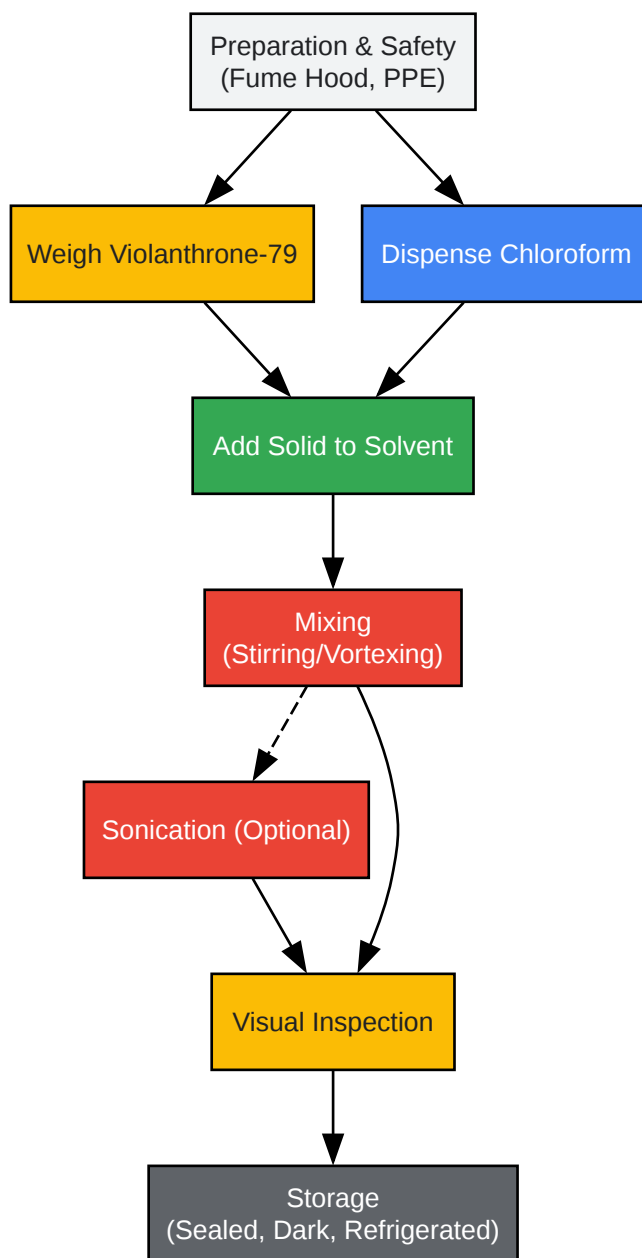 Preparation & Safety
(Fume Hood, PPE)
Weigh Violanthrone-79
Dispense Chloroform
Add Solid to Solvent
Mixing
(Stirring/Vortexing)
Sonication (Optional)
Visual Inspection
Storage
(Sealed, Dark, Refrigerated)